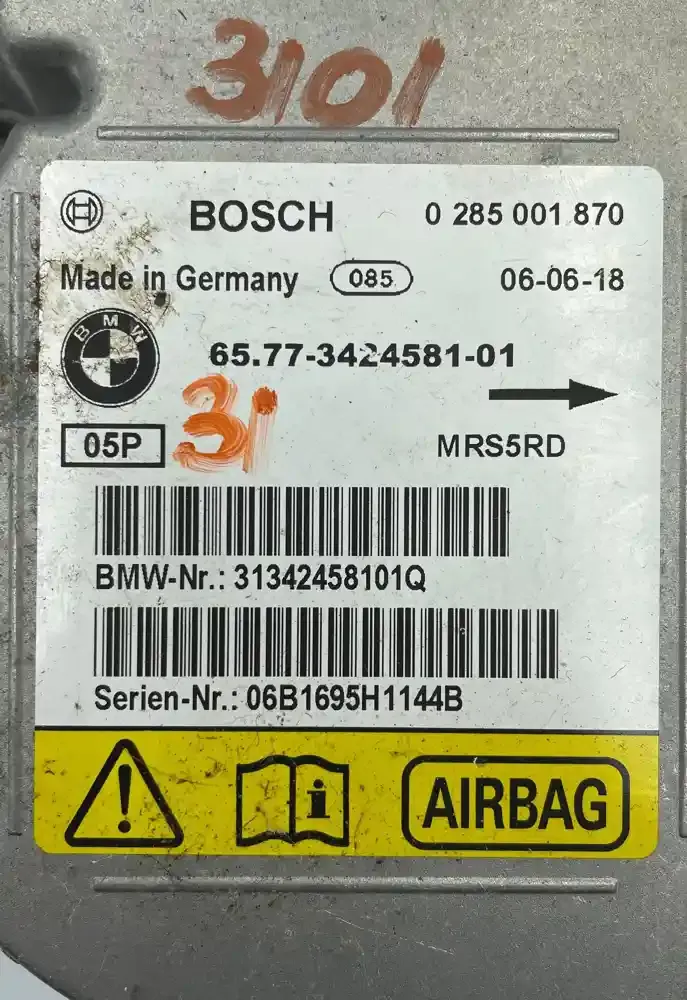 3101
BOSCH 0 285 001 870
Made in Germany 085 06-06-18
BMW
65.77-3424581-01
05P 31 MRS5RD
BMW-Nr.: 31342458101Q
Serien-Nr.: 06B1695H1144B
! i AIRBAG